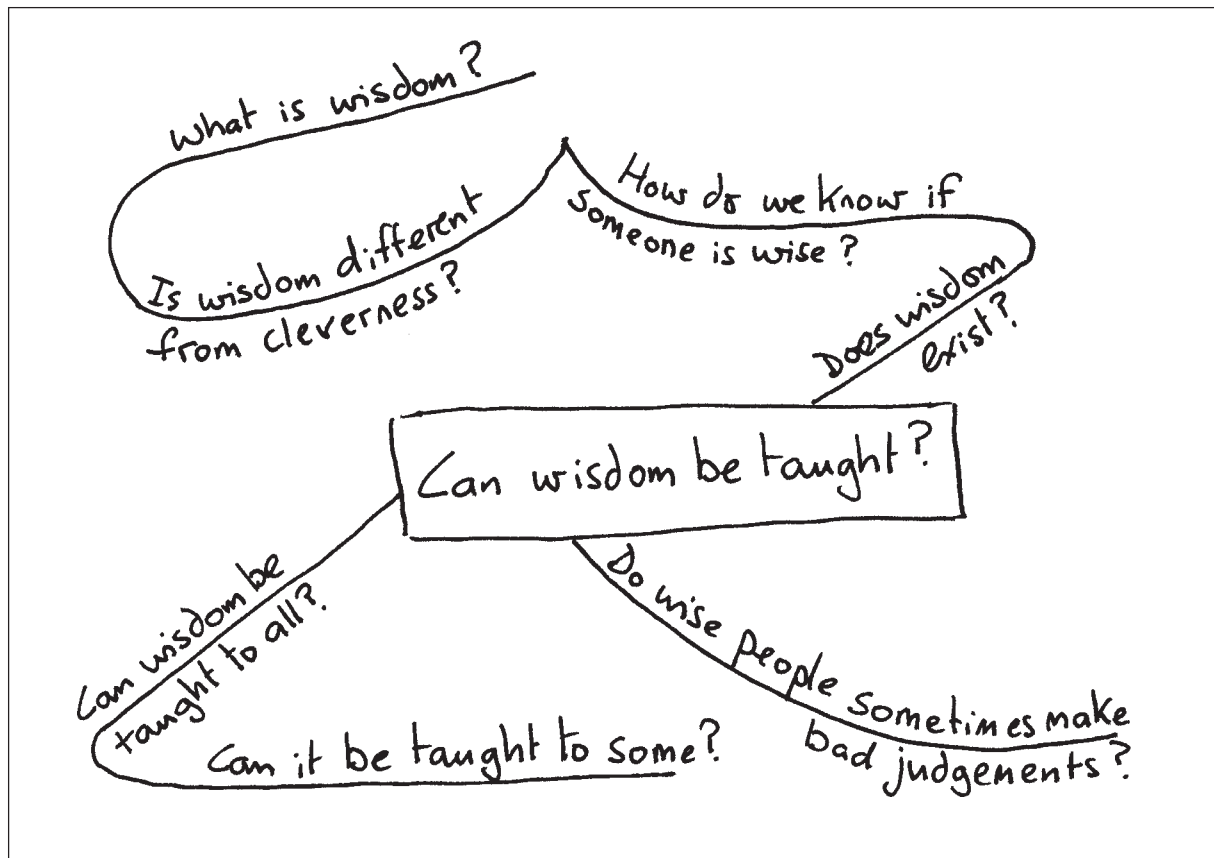 What is wisdom?
Is wisdom different
from cleverness?
How do we know if
someone is wise?
Does wisdom
exist?
Can wisdom be taught?
Can wisdom be
taught to all?
Can it be taught to some?
Do wise people sometimes make
bad judgements?